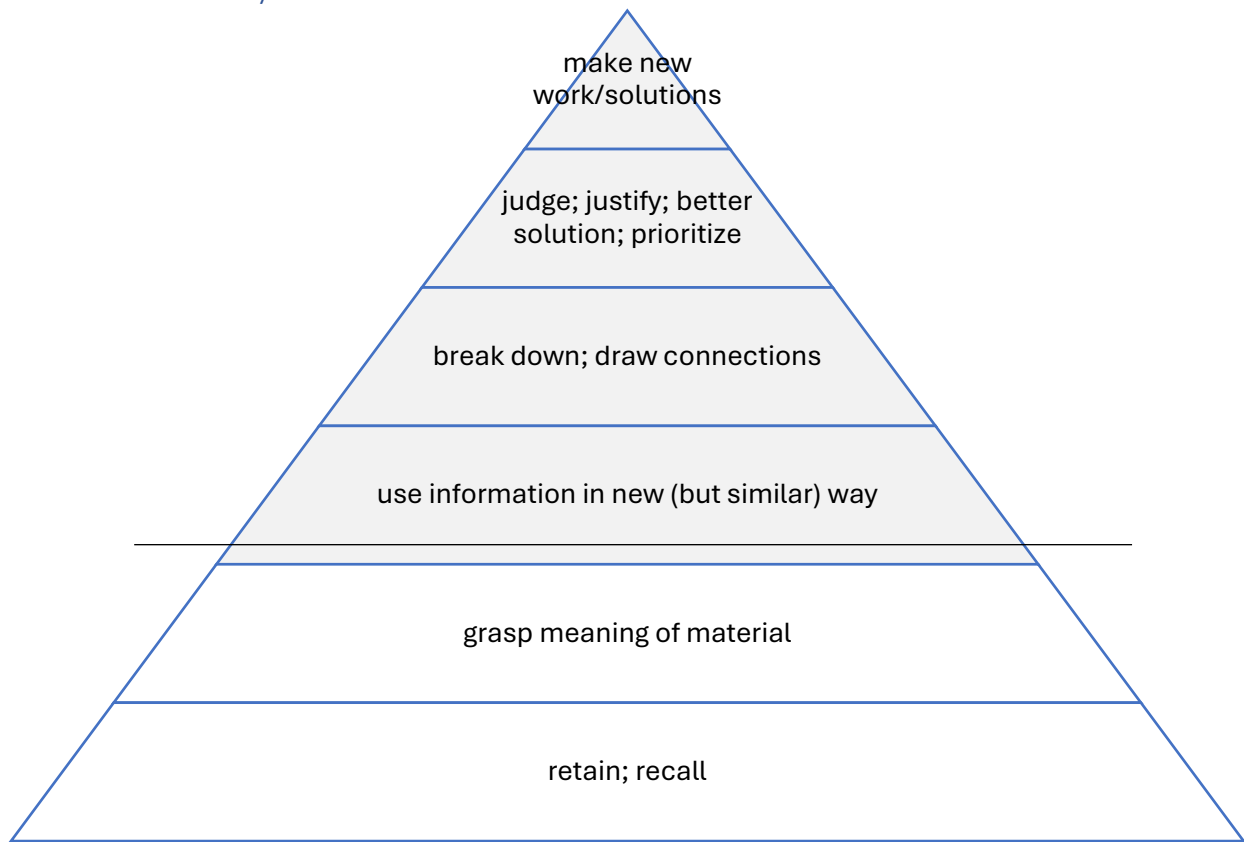 make new
work/solutions
judge; justify; better
solution; prioritize
break down; draw connections
use information in new (but similar) way
grasp meaning of material
retain; recall